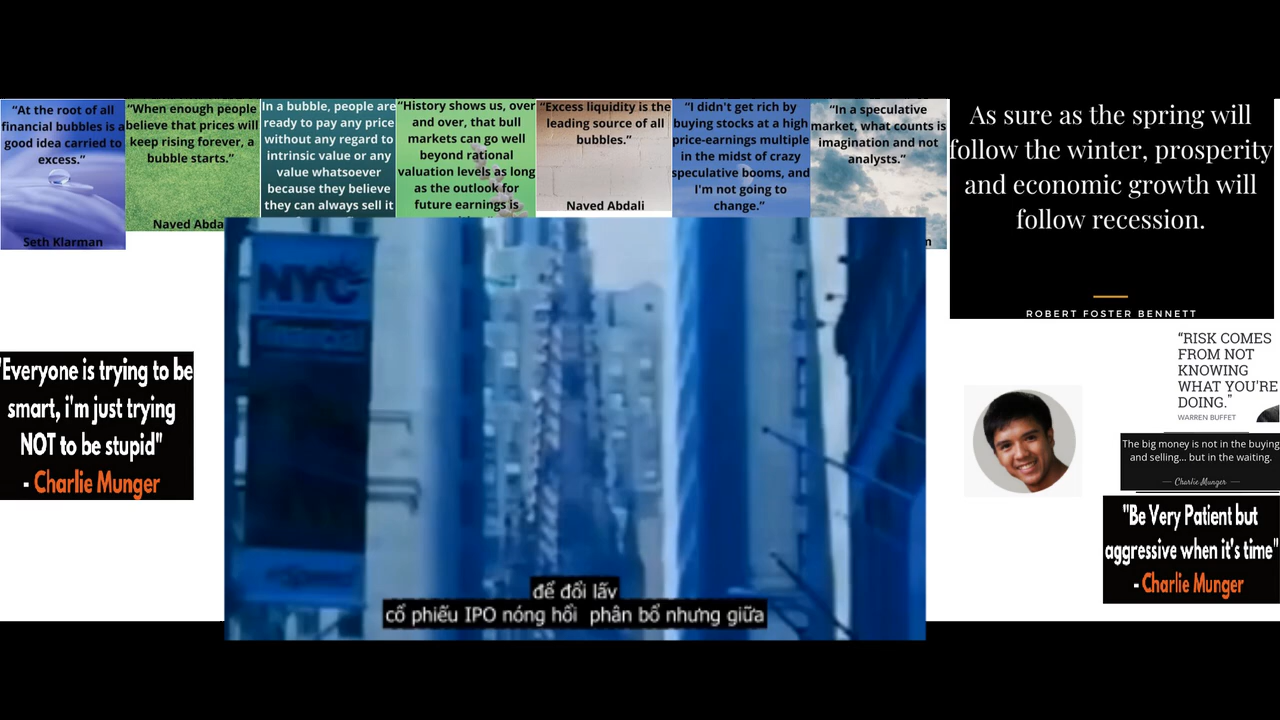 “At the root of all
financial bubbles is a
good idea carried to
excess.”
Seth Klarman
“When enough people
believe that prices will
keep rising forever, a
bubble starts.”
Naved Abda
In a bubble, people are
ready to pay any price
without any regard to
intrinsic value or any
value whatsoever
because they believe
they can always sell it
“History shows us, over
and over, that bull
markets can go well
beyond rational
valuation levels as long
as the outlook for
future earnings is
“Excess liquidity is the
leading source of all
bubbles.”
Naved Abdali
“I didn't get rich by
buying stocks at a high
price-earnings multiple
in the midst of crazy
speculative booms, and
I'm not going to
change.”
“In a speculative
market, what counts is
imagination and not
analysts.”
m
As sure as the spring will
follow the winter, prosperity
and economic growth will
follow recession.
ROBERT FOSTER BENNETT
"Everyone is trying to be
smart, i'm just trying
NOT to be stupid"
- Charlie Munger
NYC
để đổi lấy
cổ phiếu IPO nóng hổi phân bổ nhưng giữa
“RISK COMES
FROM NOT
KNOWING
WHAT YOU'RE
DOING.”
WARREN BUFFET
The big money is not in the buying
and selling... but in the waiting.
— Charlie Munger —
"Be Very Patient but
aggressive when it's time"
- Charlie Munger